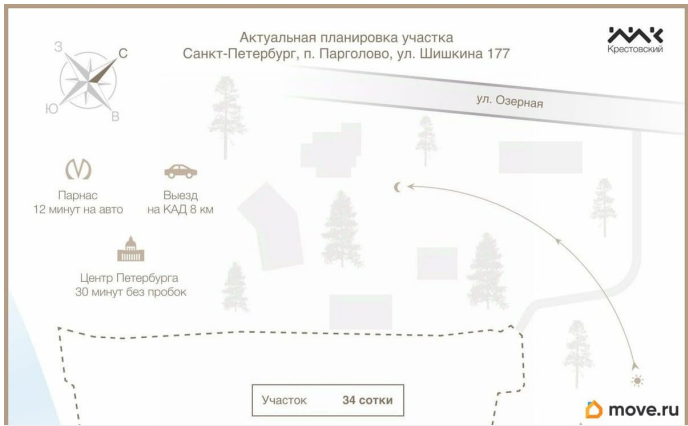 Актуальная планировка участка
Санкт-Петербург, п. Парголово, ул. Шишкина 177
Крестовский
З
С
Ю
В
ул. Озерная
Парнас
12 минут на авто
Выезд
на КАД 8 км
Центр Петербурга
30 минут без пробок
Участок 34 сотки
move.ru